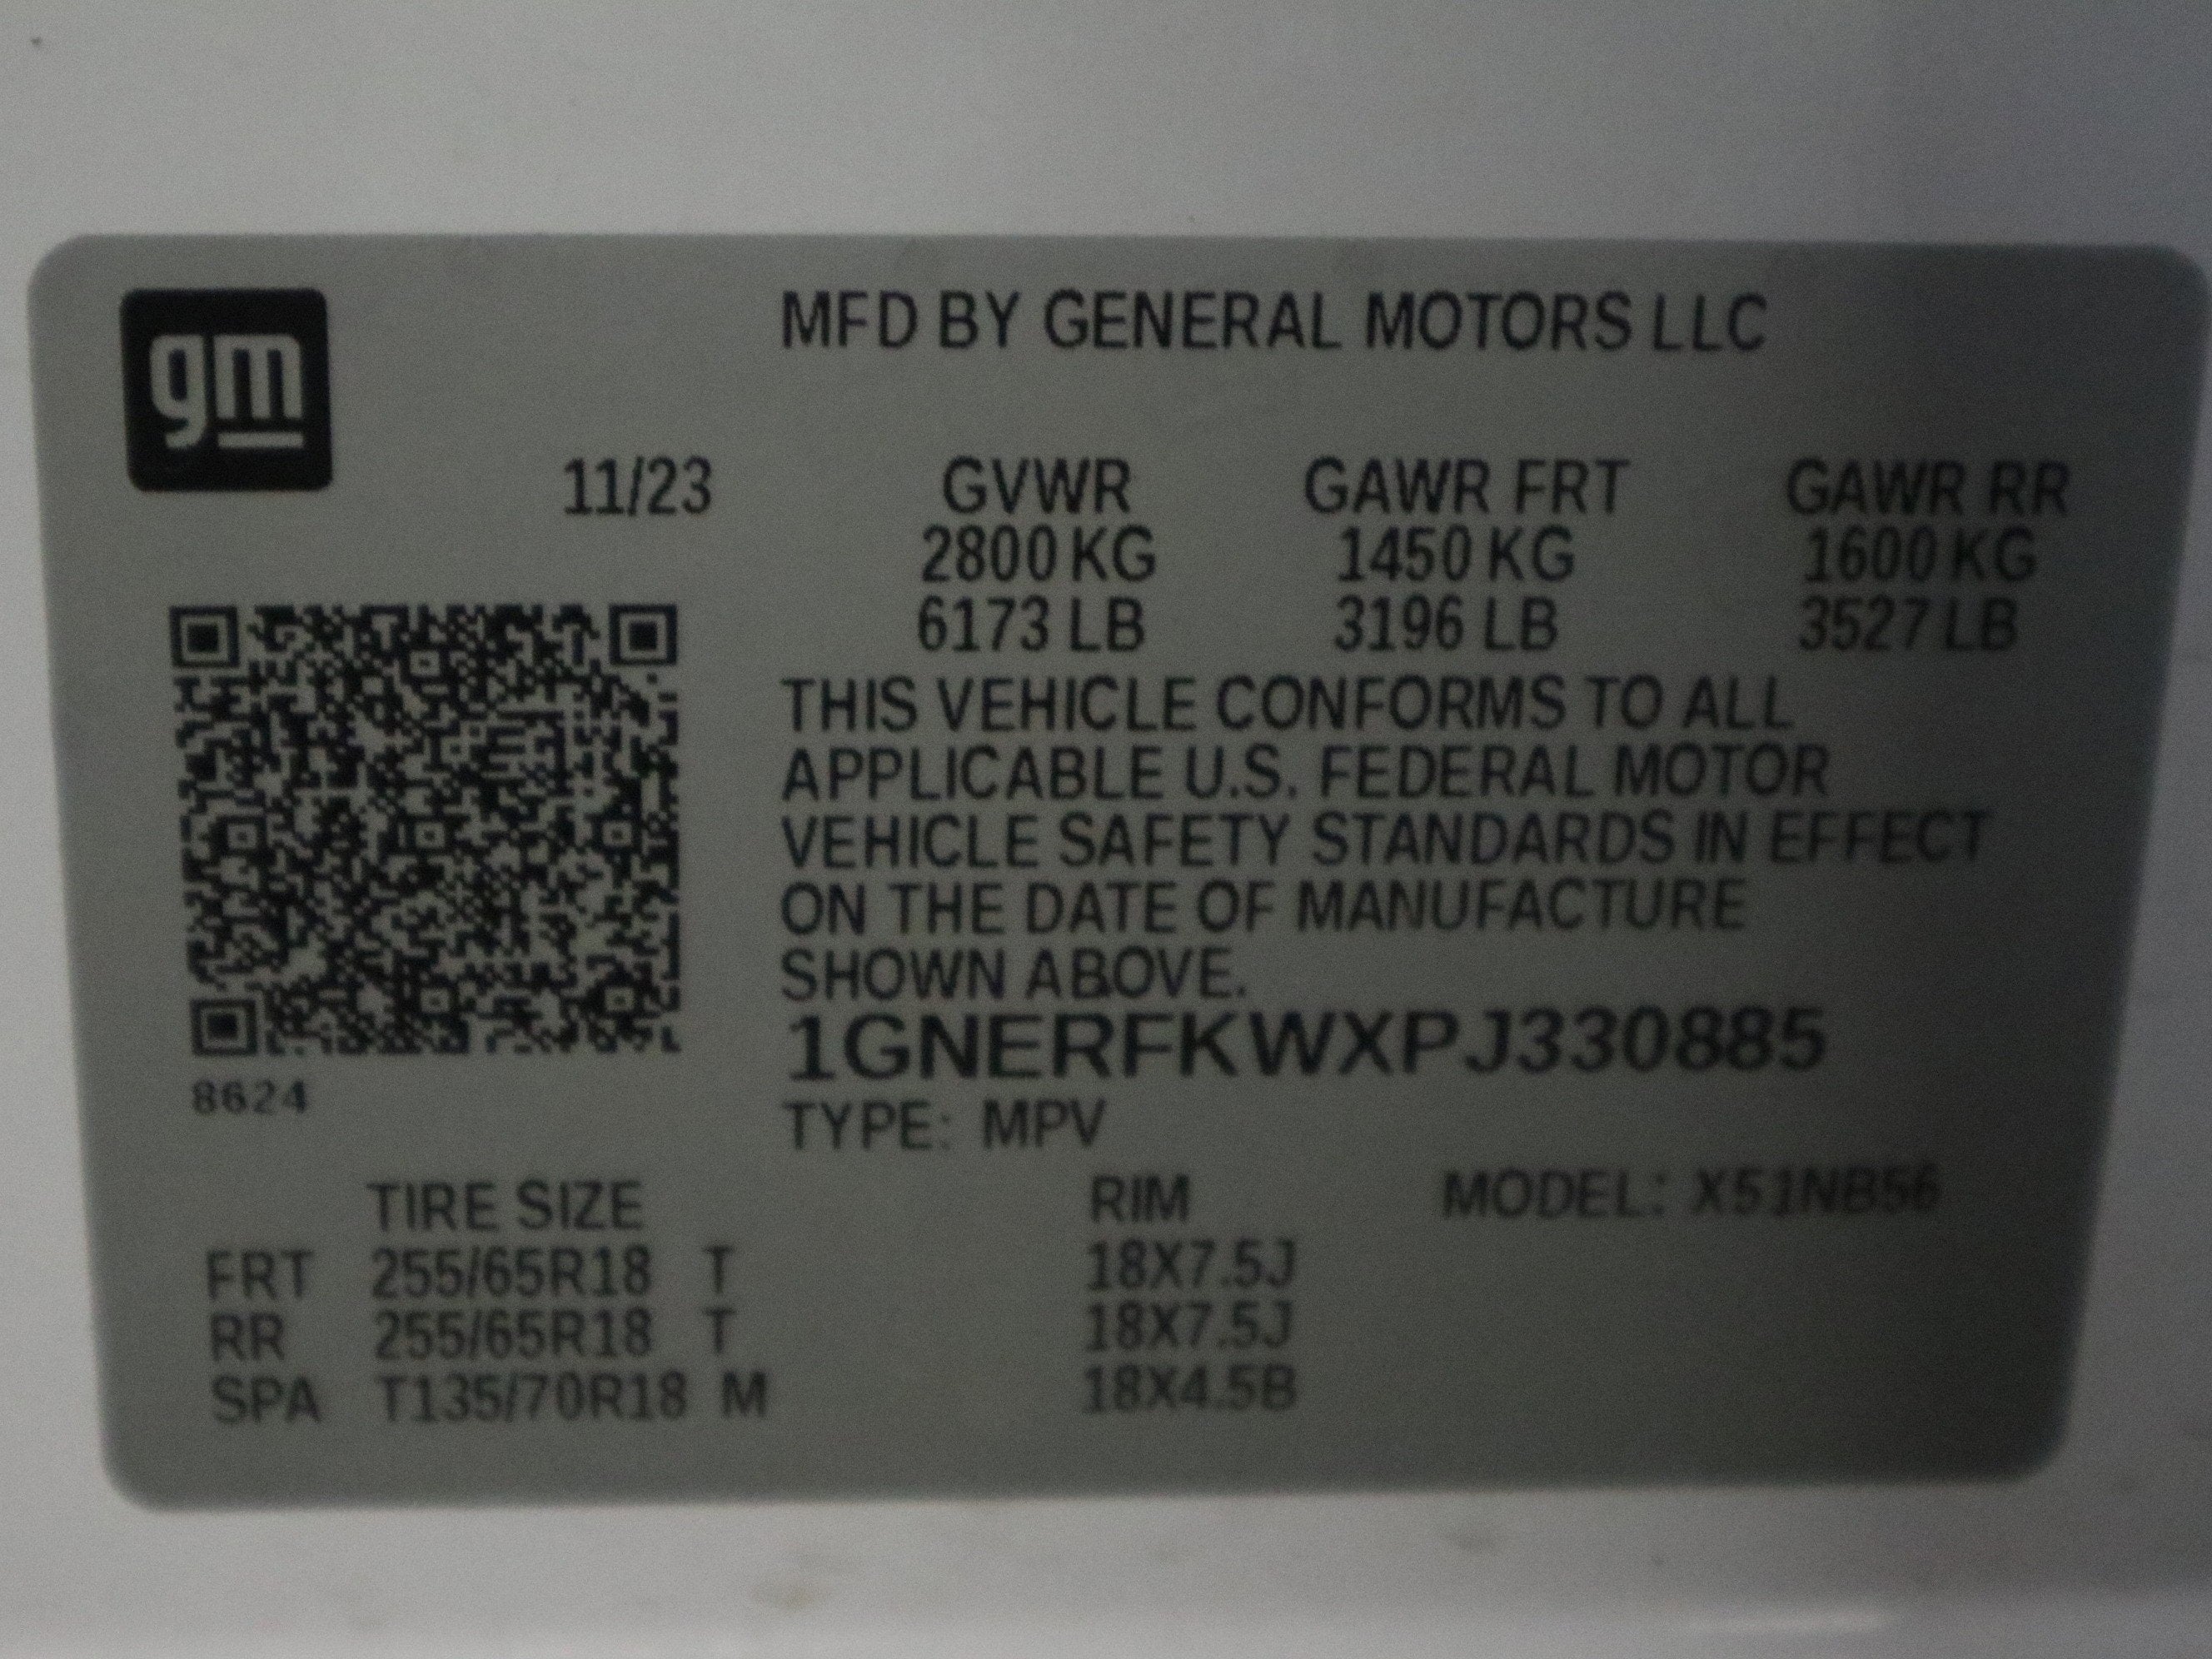 gm
MFD BY GENERAL MOTORS LLC
11/23 GVWR GAWR FRT GAWR RR
2800 KG 1450 KG 1600 KG
6173 LB 3196 LB 3527 LB
THIS VEHICLE CONFORMS TO ALL
APPLICABLE U.S. FEDERAL MOTOR
VEHICLE SAFETY STANDARDS IN EFFECT
ON THE DATE OF MANUFACTURE
SHOWN ABOVE.
1GNERFKWXPJ330885
8624
TYPE: MPV
TIRE SIZE RIM MODEL: X51NB56
FRT 255/65R18 T 18X7.5J
RR 255/65R18 T 18X7.5J
SPA T135/70R18 M 18X4.5B